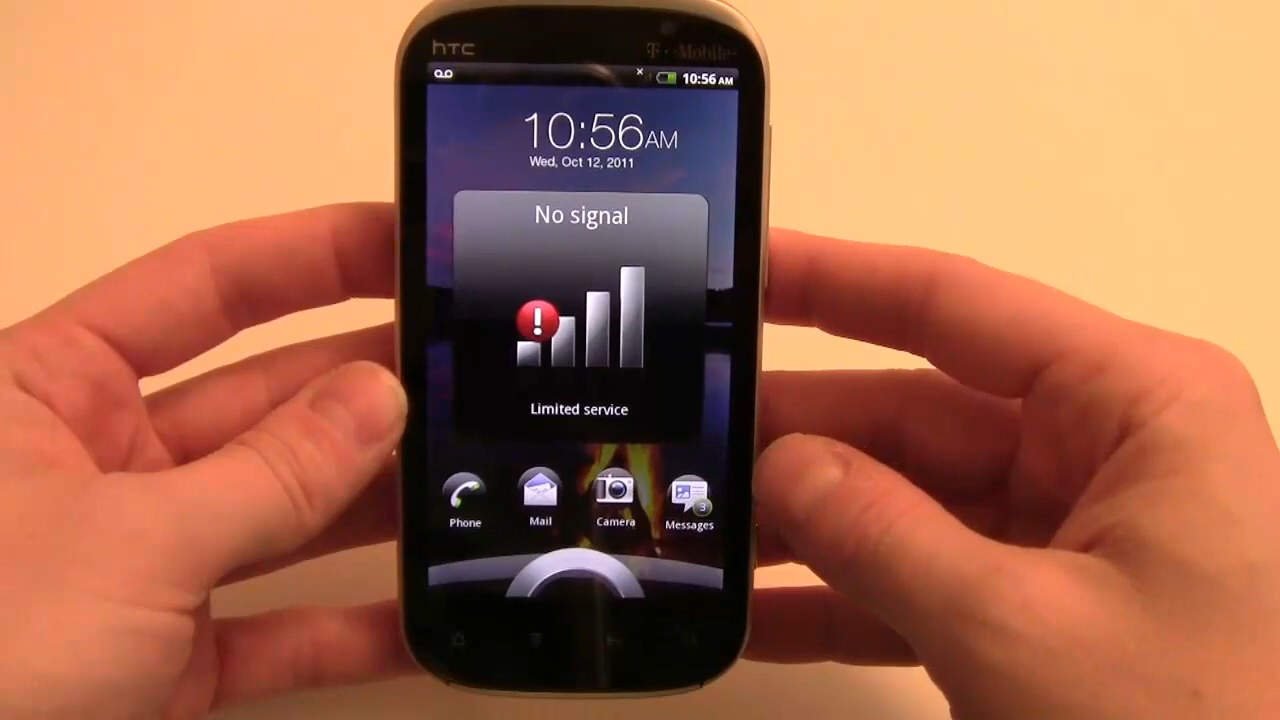 hTC T-Mobile
10:56 AM
10:56AM
Wed, Oct 12, 2011
No signal
!
Limited service
3
Phone Mail Camera Messages